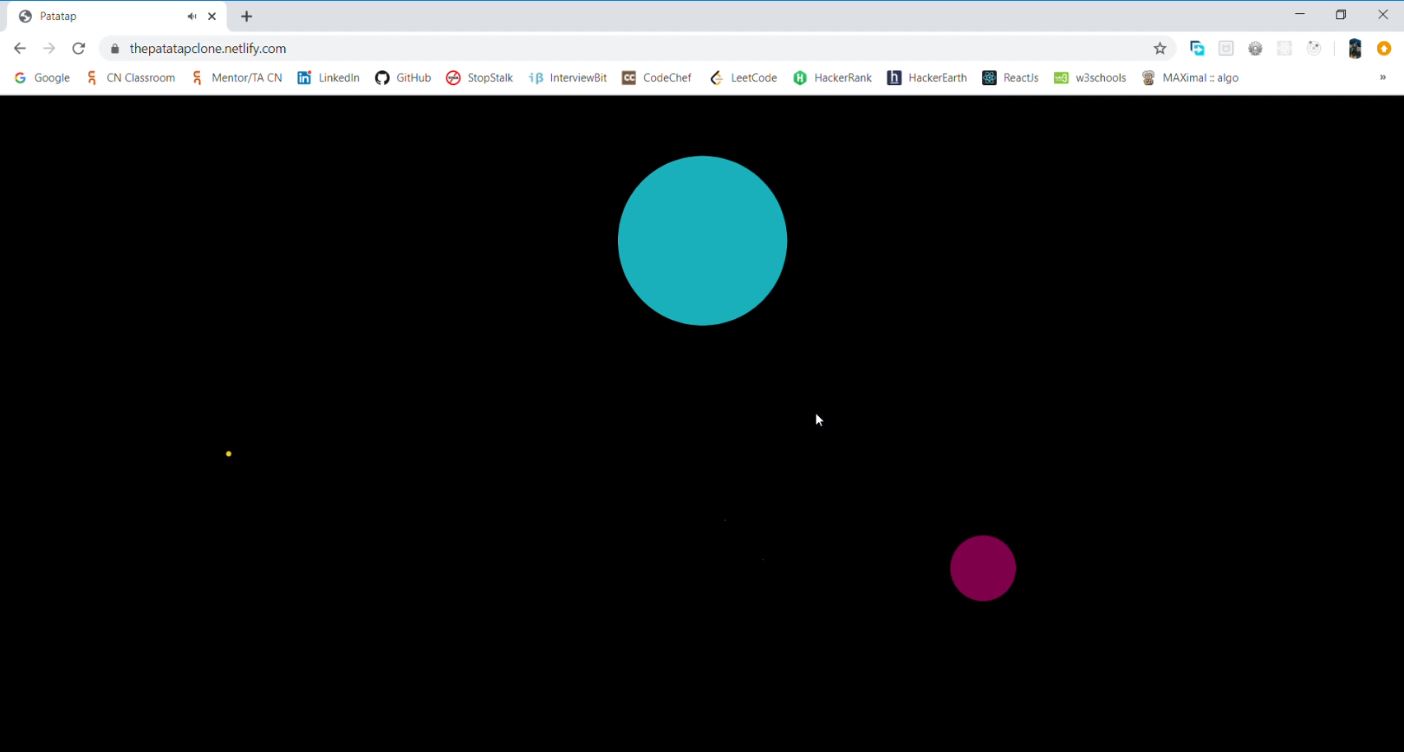 Patatap
thepatatapclone.netlify.com
Google CN Classroom Mentor/TA CN LinkedIn GitHub StopStalk InterviewBit CodeChef LeetCode HackerRank HackerEarth ReactJs w3schools MAXimal :: algo »